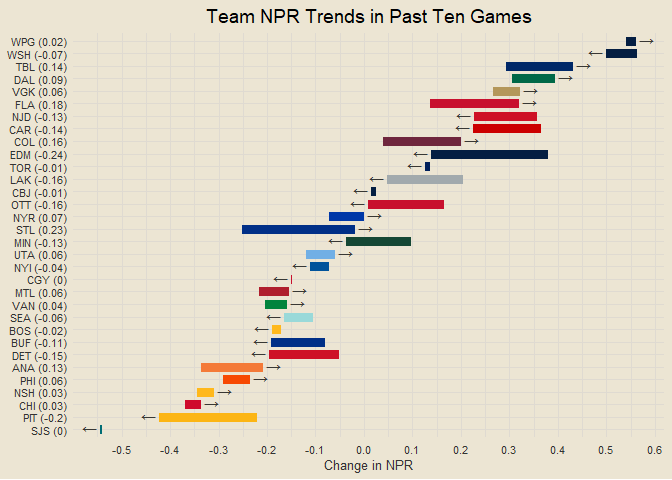 Team NPR Trends in Past Ten Games
WPG (0.02)
WSH (-0.07)
TBL (0.14)
DAL (0.09)
VGK (0.06)
FLA (0.18)
NJD (-0.13)
CAR (-0.14)
COL (0.16)
EDM (-0.24)
TOR (-0.01)
LAK (-0.16)
CBJ (-0.01)
OTT (-0.16)
NYR (0.07)
STL (0.23)
MIN (-0.13)
UTA (0.06)
NYI (-0.04)
CGY (0)
MTL (0.06)
VAN (0.04)
SEA (-0.06)
BOS (-0.02)
BUF (-0.11)
DET (-0.15)
ANA (0.13)
PHI (0.06)
NSH (0.03)
CHI (0.03)
PIT (-0.2)
SJS (0)
-0.5 -0.4 -0.3 -0.2 -0.1 0.0 0.1 0.2 0.3 0.4 0.5 0.6
Change in NPR